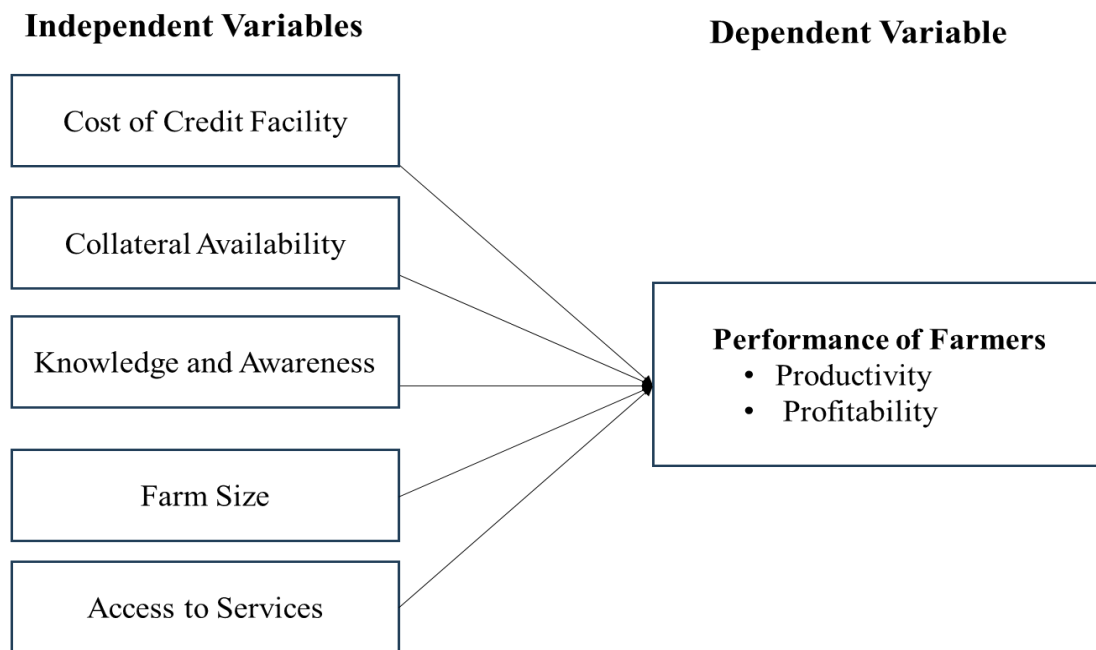 Independent Variables
Dependent Variable
Cost of Credit Facility
Collateral Availability
Knowledge and Awareness
Farm Size
Access to Services
Performance of Farmers
• Productivity
• Profitability